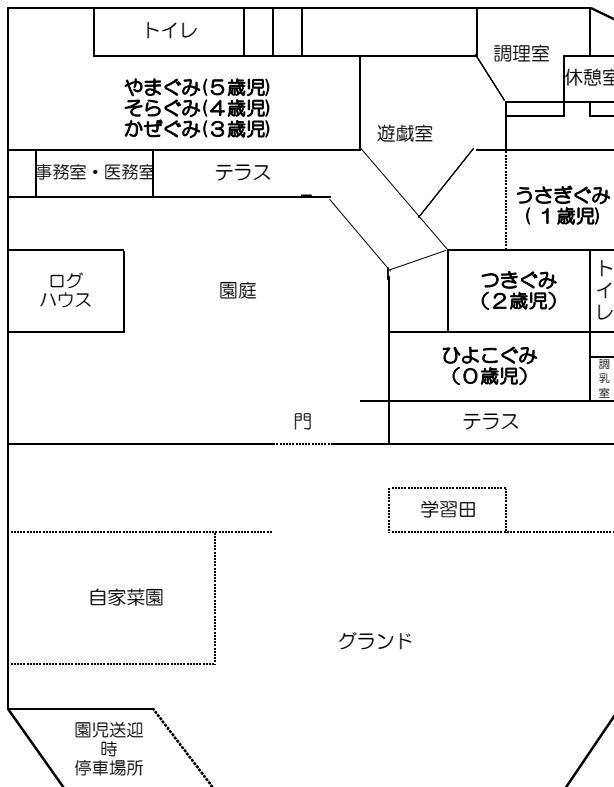 トイレ
調理室
休憩室
やまぐみ(5歳児)
そらぐみ(4歳児)
かぜぐみ(3歳児)
遊戯室
事務室・医務室
テラス
うさぎぐみ
(1歳児)
ログ
ハウス
園庭
つきぐみ
(2歳児)
トイレ
ひよこぐみ
(0歳児)
調乳室
門
テラス
学習田
自家菜園
グランド
園児送迎
時
停車場所